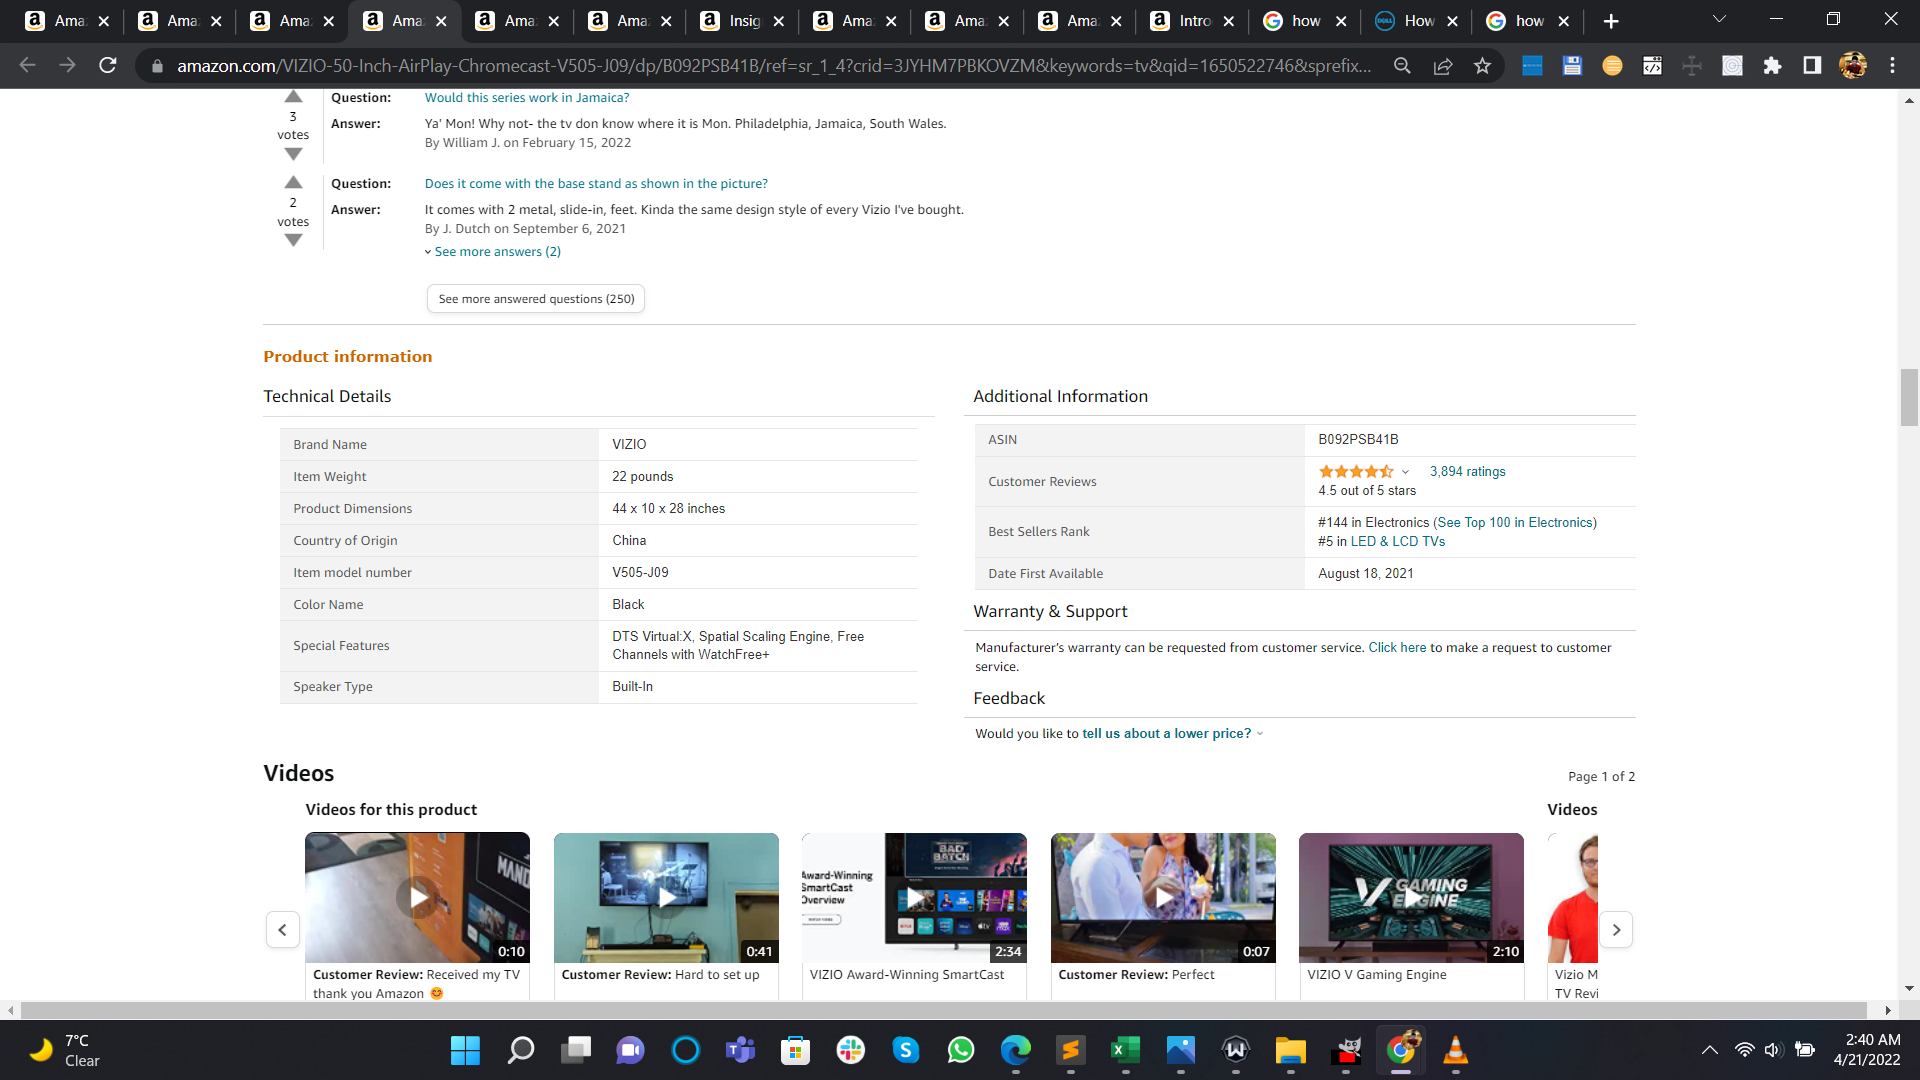 Ama Ama Ama Ama Ama Ama Insig Ama Ama Ama Intro how How how
amazon.com/VIZIO-50-Inch-AirPlay-Chromecast-V505-J09/dp/B092PSB41B/ref=sr_1_4?crid=3JYHM7PBKOVZM&keywords=tv&qid=1650522746&sprefix...
3
votes
Question: Would this series work in Jamaica?
Answer: Ya' Mon! Why not- the tv don know where it is Mon. Philadelphia, Jamaica, South Wales.
By William J. on February 15, 2022
2
votes
Question: Does it come with the base stand as shown in the picture?
Answer: It comes with 2 metal, slide-in, feet. Kinda the same design style of every Vizio I've bought.
By J. Dutch on September 6, 2021
See more answers (2)
See more answered questions (250)
Product information
Technical Details
Brand Name VIZIO
Item Weight 22 pounds
Product Dimensions 44 x 10 x 28 inches
Country of Origin China
Item model number V505-J09
Color Name Black
Special Features DTS Virtual:X, Spatial Scaling Engine, Free
Channels with WatchFree+
Speaker Type Built-In
Additional Information
ASIN B092PSB41B
Customer Reviews 3,894 ratings
4.5 out of 5 stars
Best Sellers Rank #144 in Electronics (See Top 100 in Electronics)
#5 in LED & LCD TVs
Date First Available August 18, 2021
Warranty & Support
Manufacturer's warranty can be requested from customer service. Click here to make a request to customer
service.
Feedback
Would you like to tell us about a lower price?
Videos
Page 1 of 2
Videos for this product
Videos
MAND
0:10
0:41
BAD
BATCH
Award-Winning
SmartCast
Overview
2:34
0:07
V GAMING
ENGINE
2:10
Customer Review: Received my TV
thank you Amazon 😊
Customer Review: Hard to set up
VIZIO Award-Winning SmartCast
Customer Review: Perfect
VIZIO V Gaming Engine
Vizio M
TV Revi
7°C
Clear
2:40 AM
4/21/2022